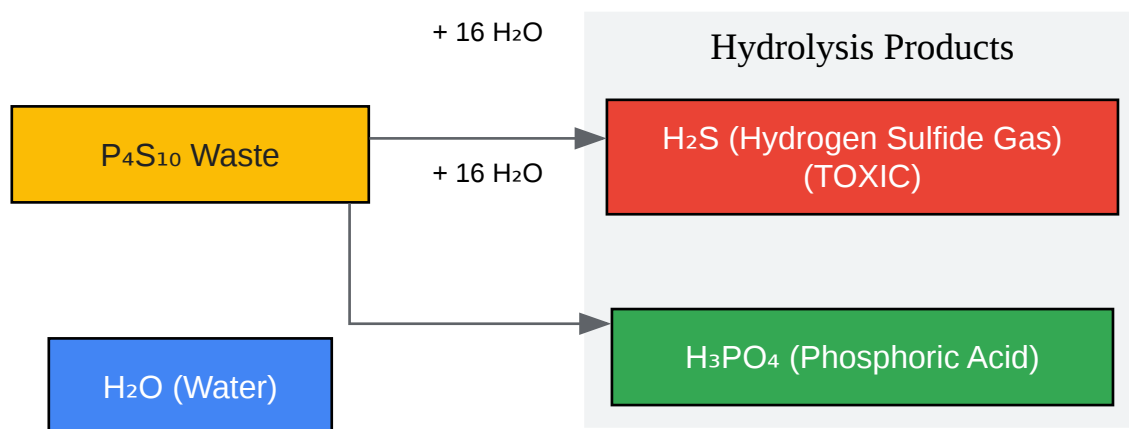 + 16 H₂O
Hydrolysis Products
P₄S₁₀ Waste
H₂S (Hydrogen Sulfide Gas)
(TOXIC)
+ 16 H₂O
H₃PO₄ (Phosphoric Acid)
H₂O (Water)